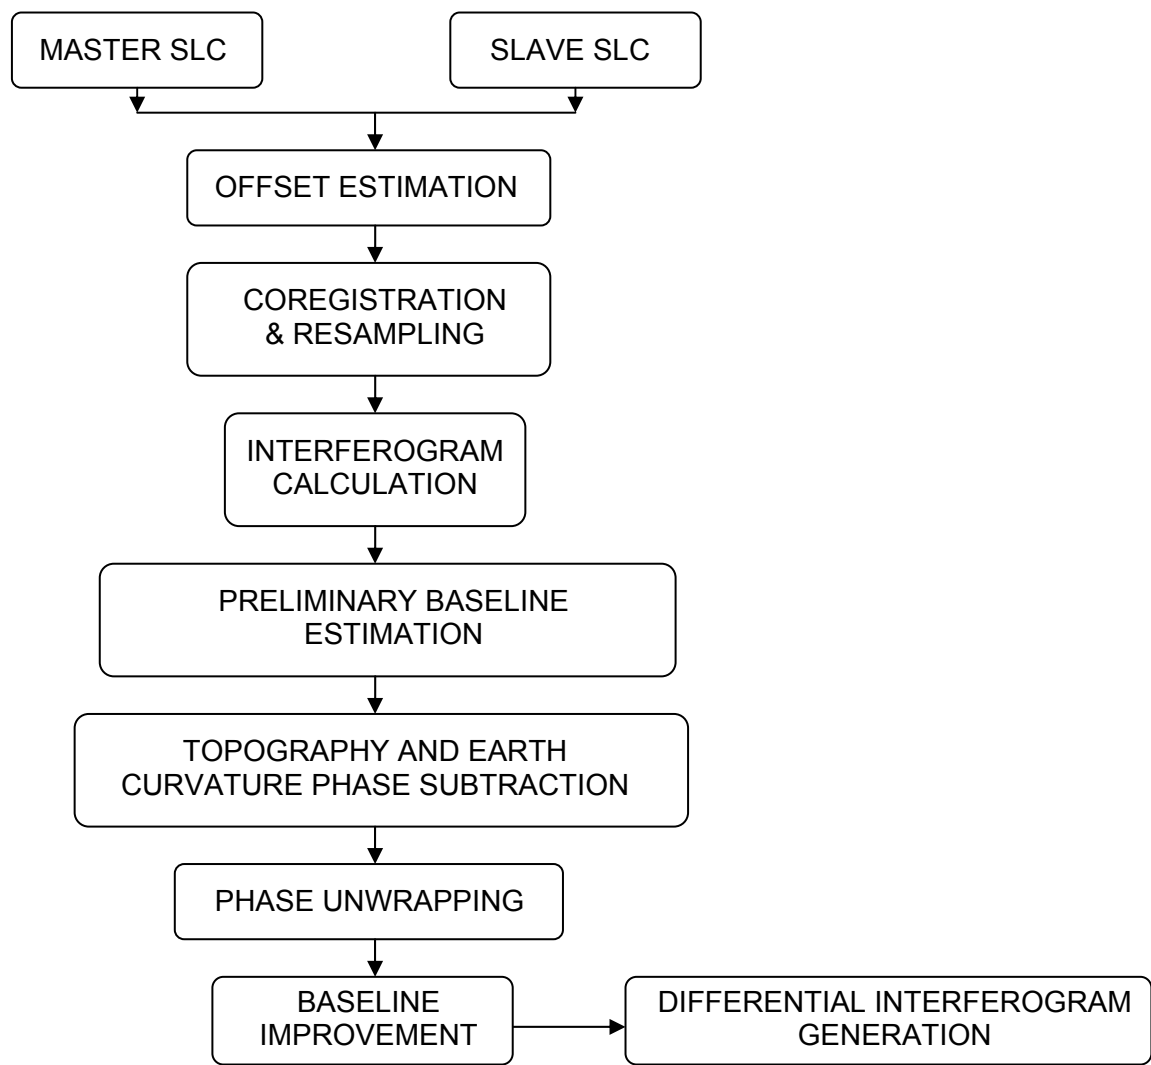 MASTER SLC
SLAVE SLC
OFFSET ESTIMATION
COREGISTRATION
& RESAMPLING
INTERFEROGRAM
CALCULATION
PRELIMINARY BASELINE
ESTIMATION
TOPOGRAPHY AND EARTH
CURVATURE PHASE SUBTRACTION
PHASE UNWRAPPING
BASELINE
IMPROVEMENT
DIFFERENTIAL INTERFEROGRAM
GENERATION